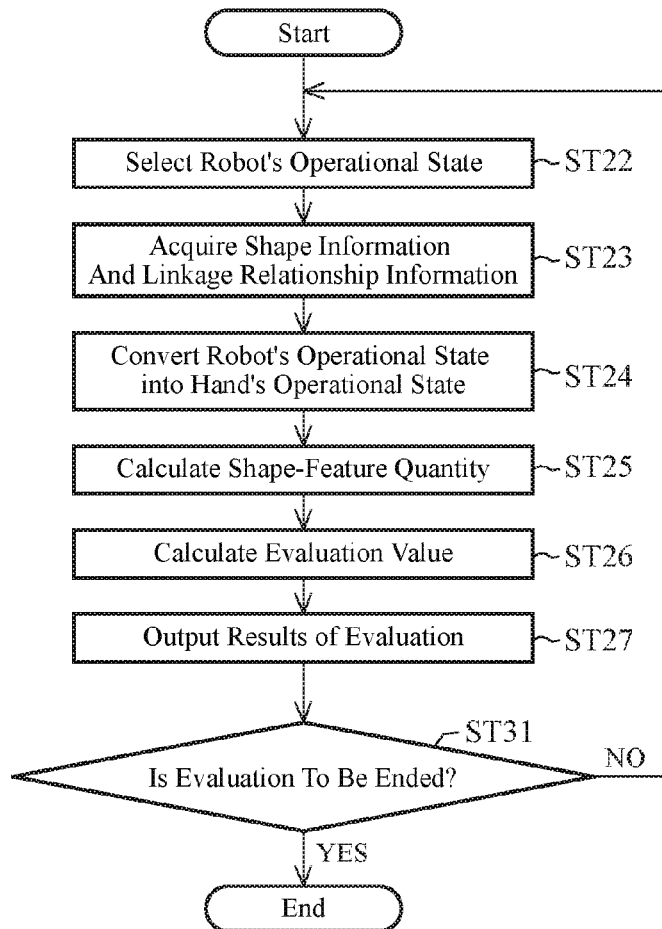 Start
Select Robot's Operational State
ST22
Acquire Shape Information
And Linkage Relationship Information
ST23
Convert Robot's Operational State
into Hand's Operational State
ST24
Calculate Shape-Feature Quantity
ST25
Calculate Evaluation Value
ST26
Output Results of Evaluation
ST27
ST31
Is Evaluation To Be Ended?
NO
YES
End